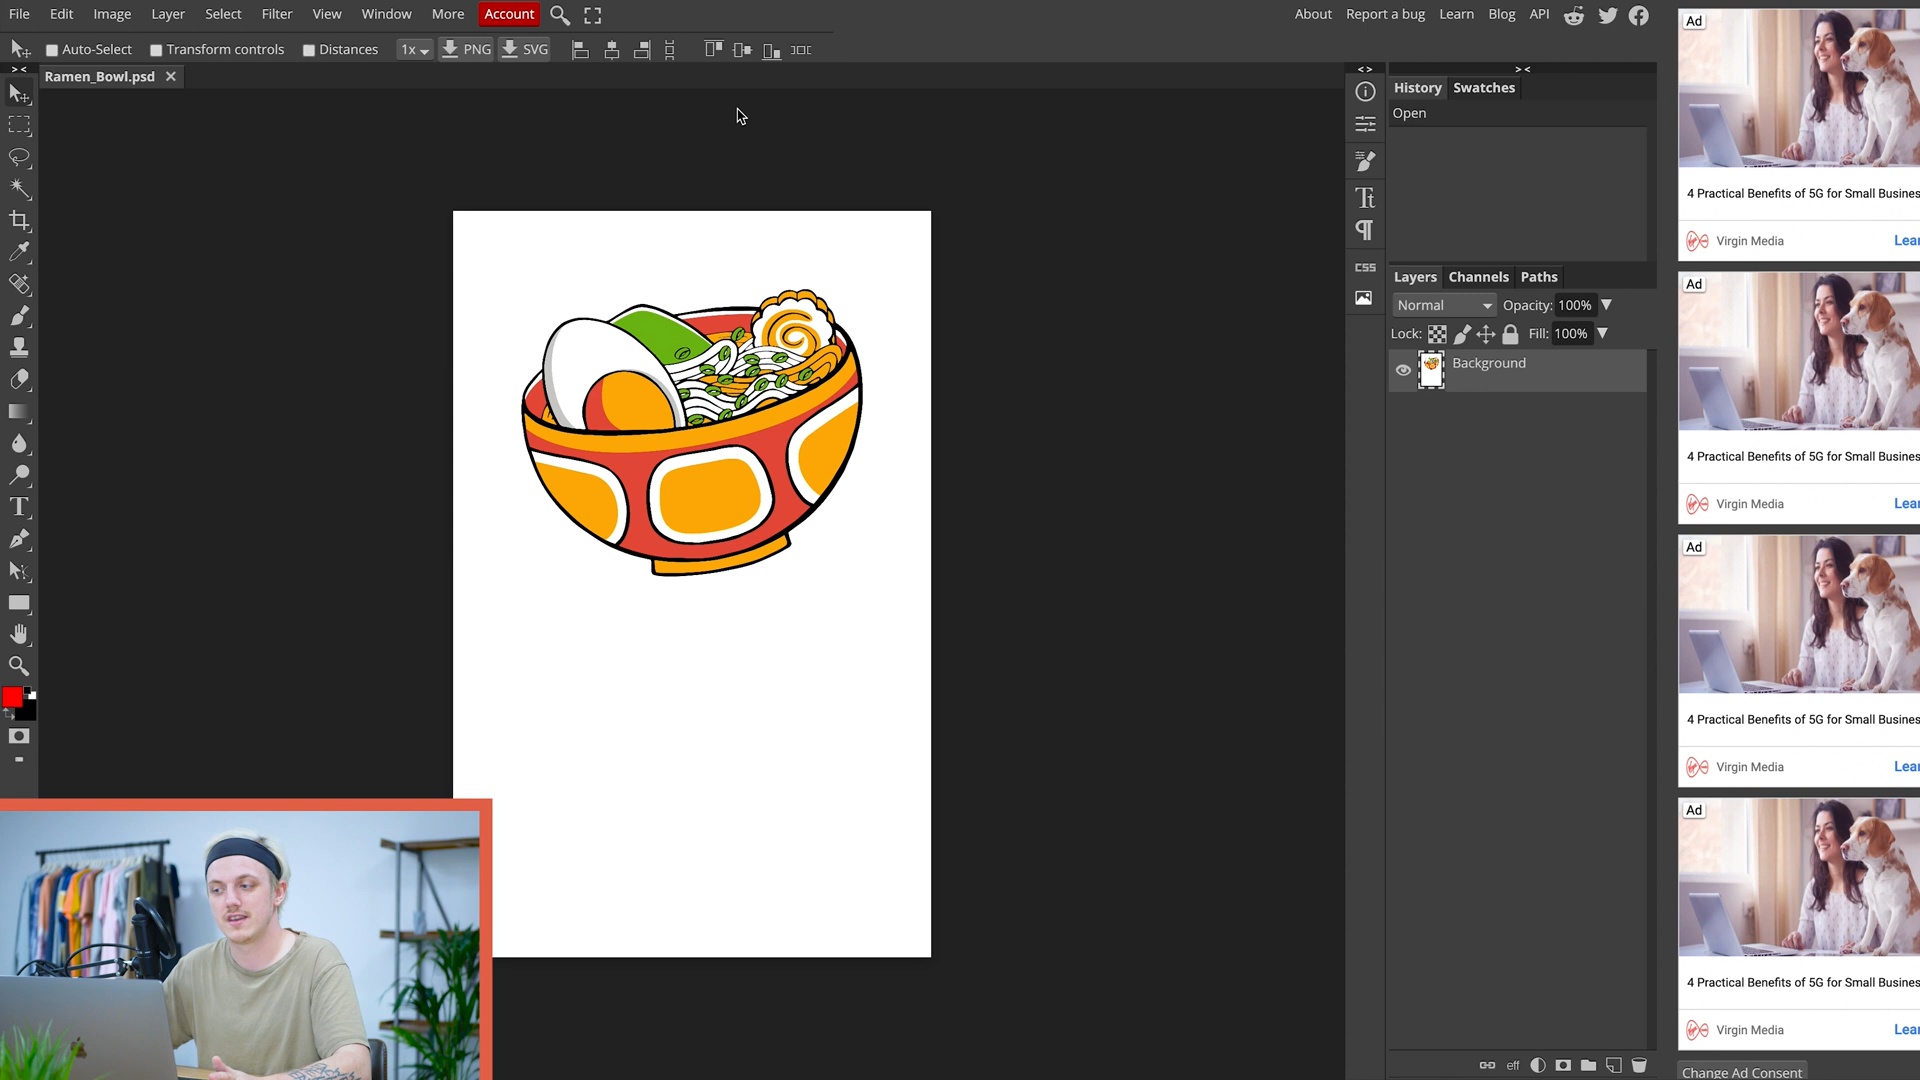 File Edit Image Layer Select Filter View Window More Account
About Report a bug Learn Blog API
Auto-Select Transform controls Distances 1x PNG SVG
Ramen_Bowl.psd
History Swatches
Open
Tt
CSS
Layers Channels Paths
Normal Opacity: 100%
Lock: Fill: 100%
Background
eff
Ad
4 Practical Benefits of 5G for Small Busines
Virgin Media Lear
Ad
4 Practical Benefits of 5G for Small Busines
Virgin Media Lear
Ad
4 Practical Benefits of 5G for Small Busines
Virgin Media Lear
Ad
4 Practical Benefits of 5G for Small Busines
Virgin Media Lear
Change Ad Consent